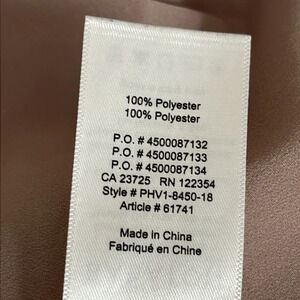 100% Polyester
100% Polyester
P.O. # 4500087132
P.O. # 4500087133
P.O. # 4500087134
CA 23725 RN 122354
Style # PHV1-8450-18
Article # 61741
Made in China
Fabriqué en Chine